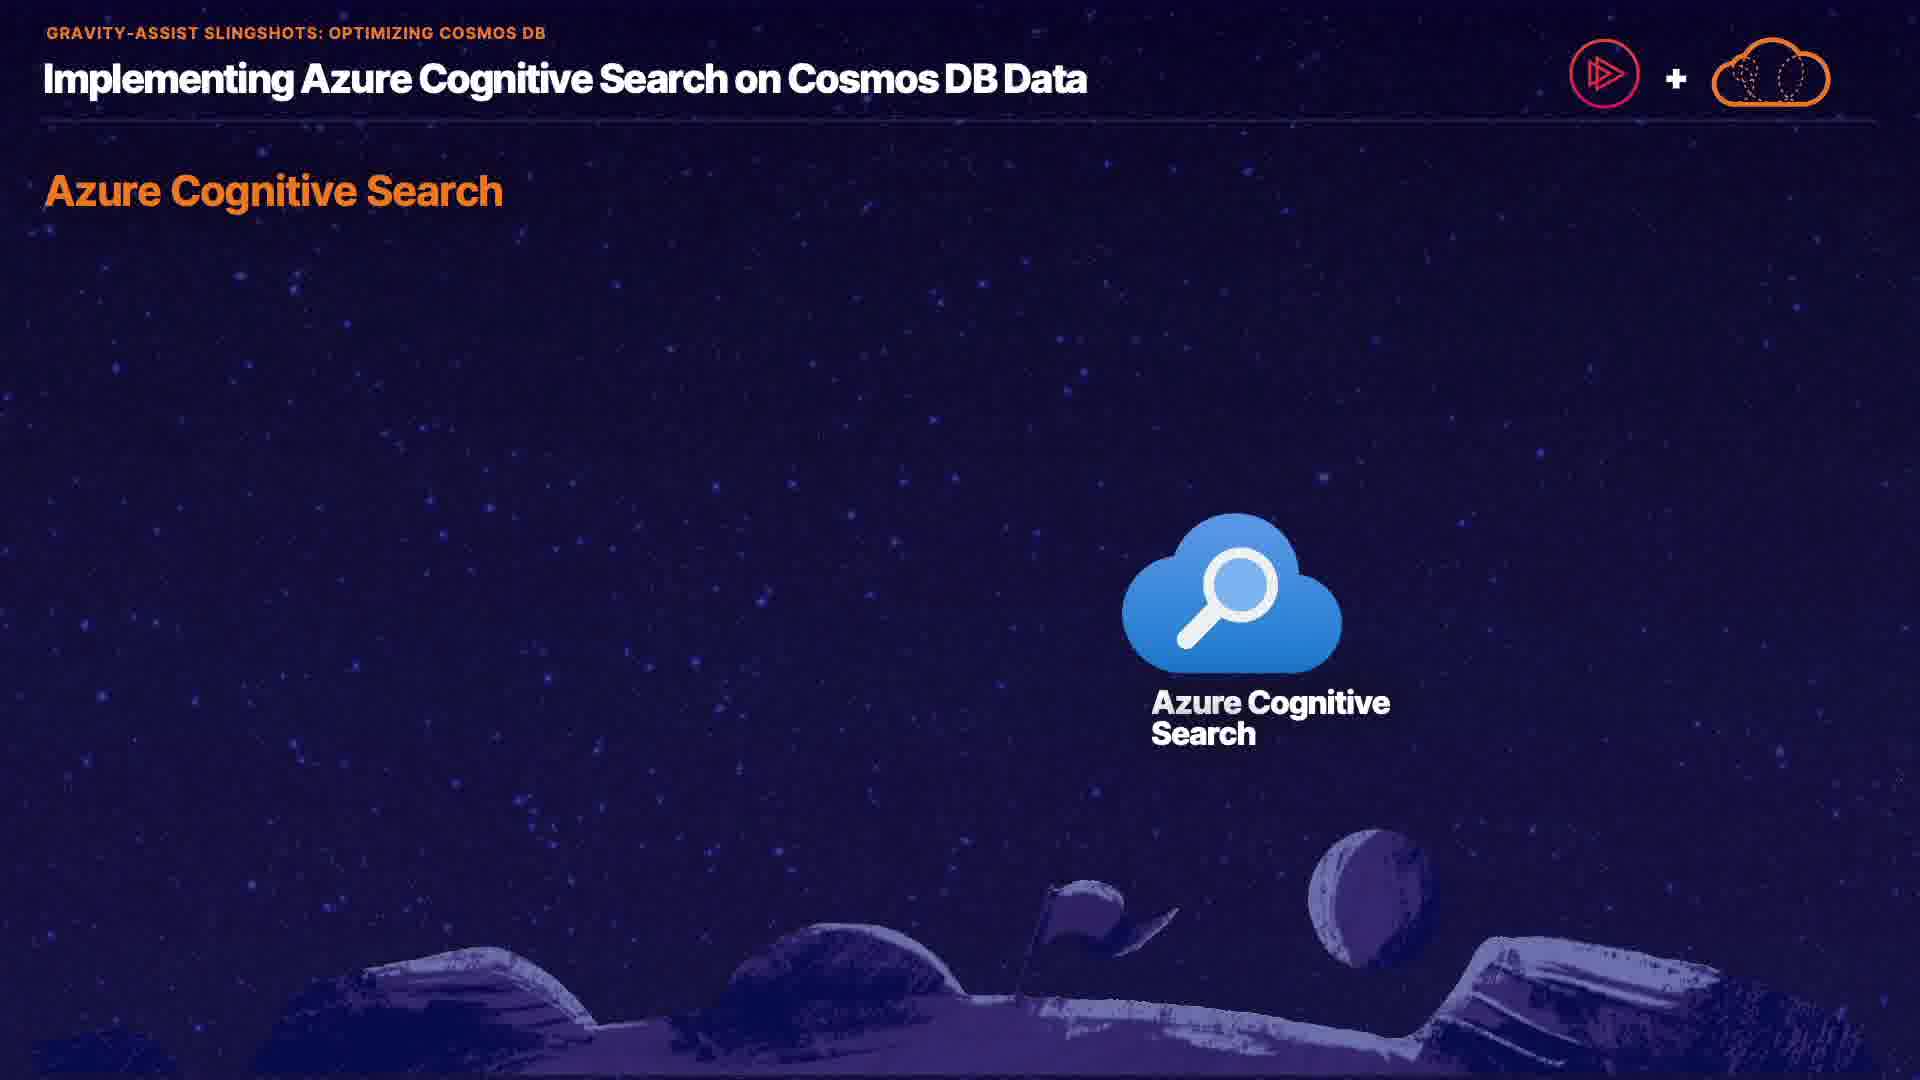 GRAVITY-ASSIST SLINGSHOTS: OPTIMIZING COSMOS DB
Implementing Azure Cognitive Search on Cosmos DB Data
+
Azure Cognitive Search
Azure Cognitive
Search